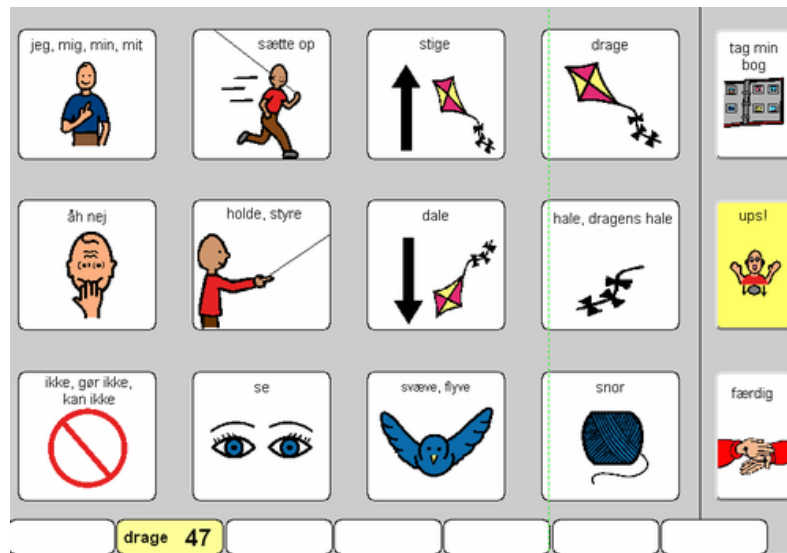 jeg, mig, min, mit
sætte op
stige
drage
tag min
bog
åh nej
holde, styre
dale
hale, dragens hale
ups!
ikke, gør ikke,
kan ikke
se
svæve, flyve
snor
færdig
drage 47